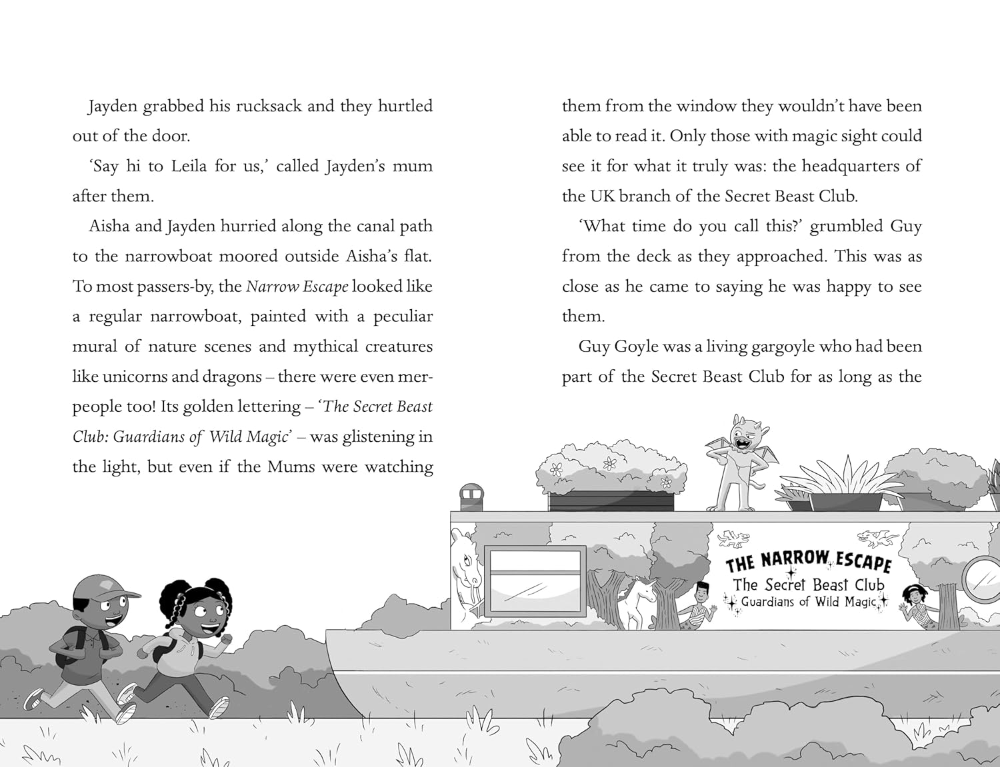 Jayden grabbed his rucksack and they hurtled
out of the door.
‘Say hi to Leila for us,’ called Jayden’s mum
after them.
Aisha and Jayden hurried along the canal path
to the narrowboat moored outside Aisha’s flat.
To most passers-by, the Narrow Escape looked like
a regular narrowboat, painted with a peculiar
mural of nature scenes and mythical creatures
like unicorns and dragons – there were even mer-
people too! Its golden lettering – ‘The Secret Beast
Club: Guardians of Wild Magic’ – was glistening in
the light, but even if the Mums were watching
them from the window they wouldn’t have been
able to read it. Only those with magic sight could
see it for what it truly was: the headquarters of
the UK branch of the Secret Beast Club.
‘What time do you call this?’ grumbled Guy
from the deck as they approached. This was as
close as he came to saying he was happy to see
them.
Guy Goyle was a living gargoyle who had been
part of the Secret Beast Club for as long as the
THE NARROW ESCAPE
The Secret Beast Club
Guardians of Wild Magic